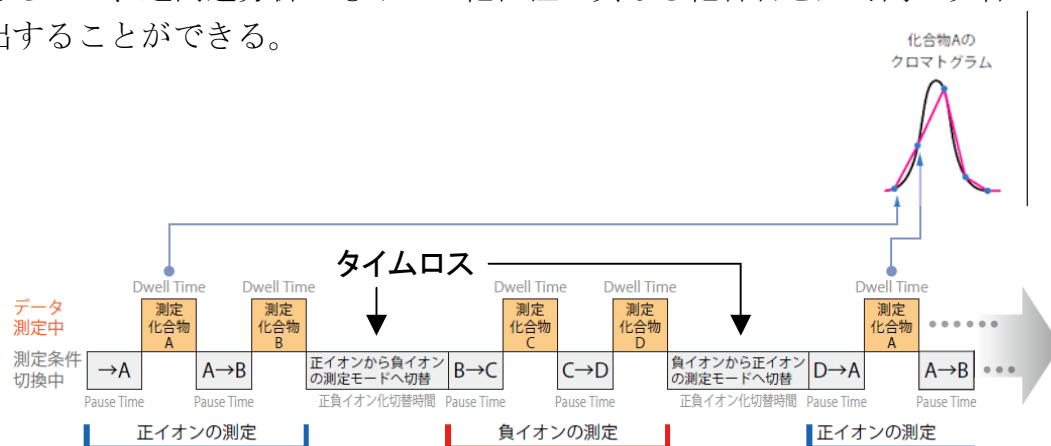 出することができる。
化合物Aの
クロマトグラム
タイムロス
Dwell Time
Dwell Time
Dwell Time
Dwell Time
Dwell Time
データ
測定中
測定
化合物
A
測定
化合物
B
測定
化合物
C
測定
化合物
D
測定
化合物
A
測定条件
切換中
→A
A→B
正イオンから負イオン
の測定モードへ切替
B→C
C→D
負イオンから正イオン
の測定モードへ切替
D→A
A→B
Pause Time
Pause Time
正負イオン化切替時間
Pause Time
Pause Time
正負イオン化切替時間
Pause Time
Pause Time
正イオンの測定
負イオンの測定
正イオンの測定